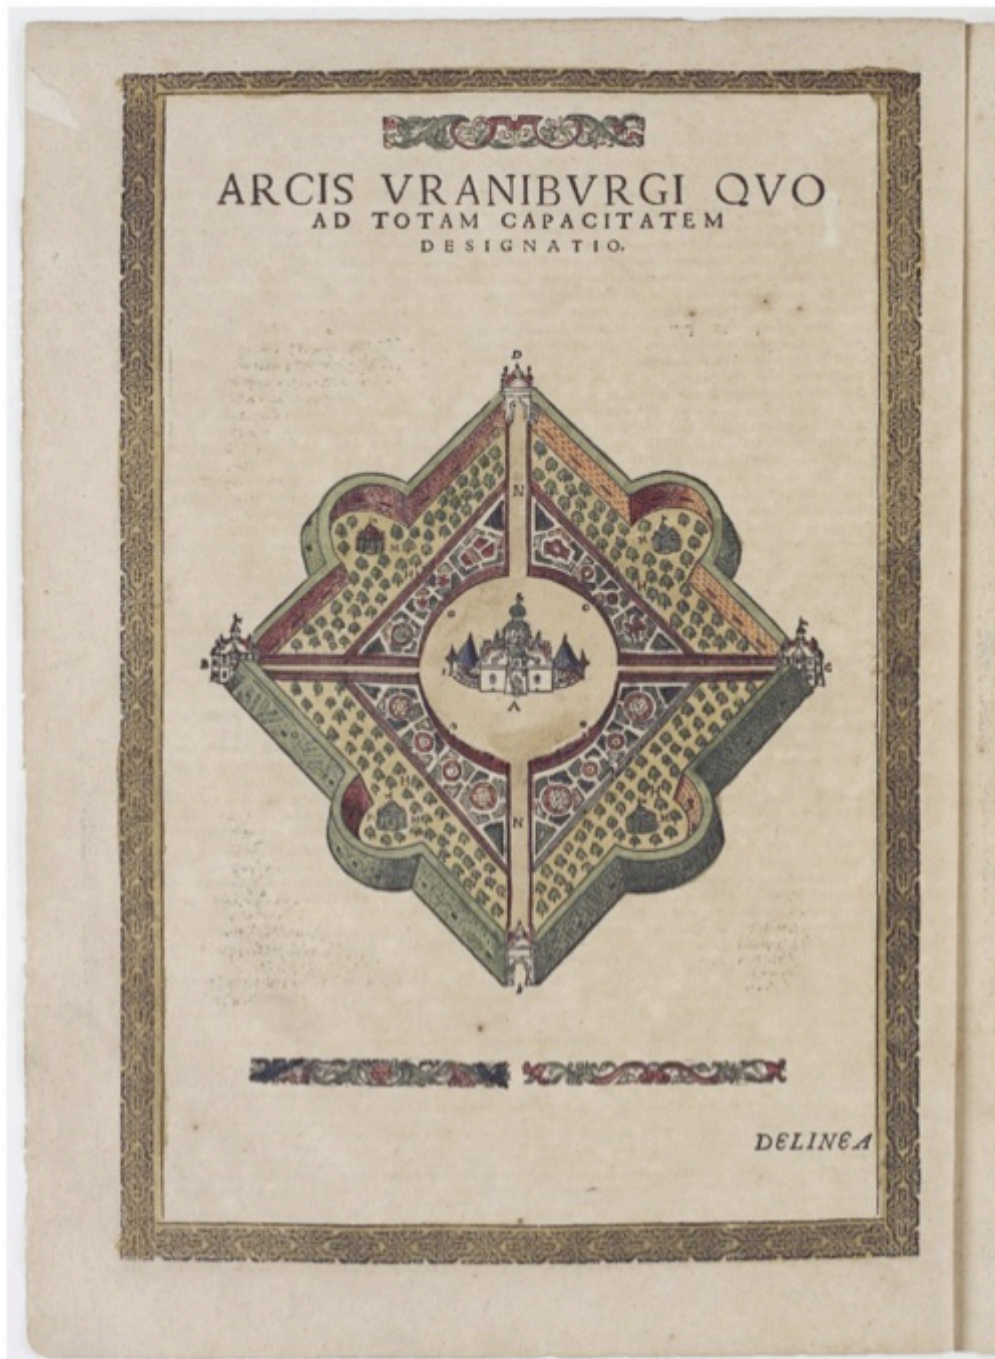 ARCIS VRANIBVRGI QVO
AD TOTAM CAPACITATEM
DESIGNATIO.
D
N
M
M
B
C
A
M
M
N
DELINEA